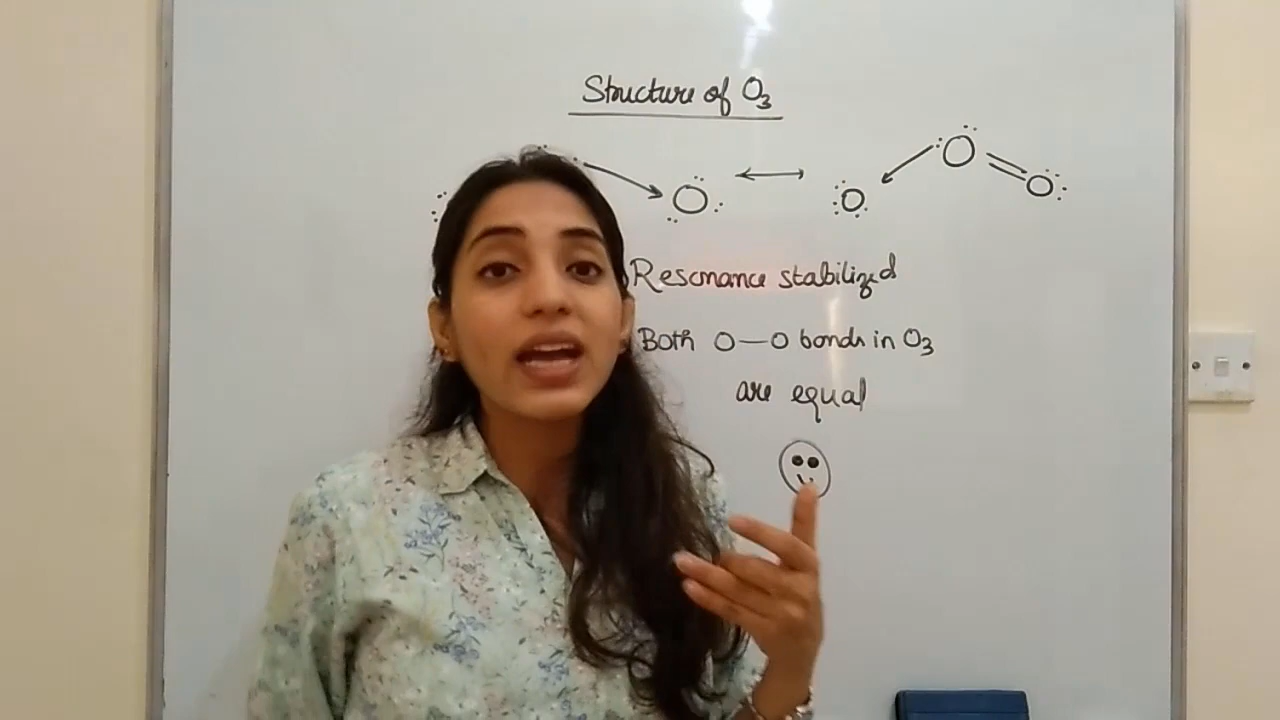 Structure of O3
O ↔ O O=O
Resonance stabilized
Both O—O bonds in O3
are equal